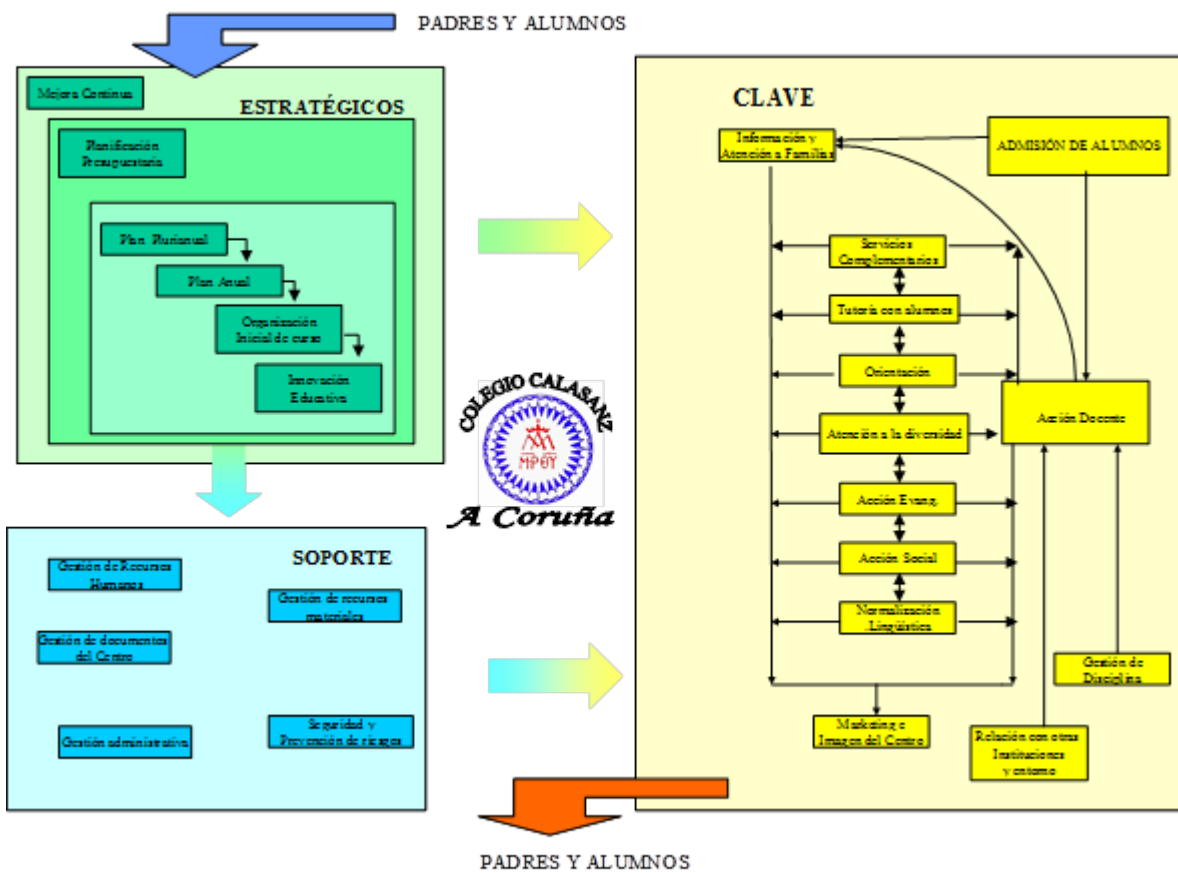 PADRES Y ALUMNOS
Mejora Continua
ESTRATÉGICOS
Planificación
Presupuestaria
Plan Plurianual
Plan Anual
Organización
Inicial de curso
Innovación
Educativa
COLEGIO CALASANZ
A Coruña
SOPORTE
Gestión de Recursos
Humanos
Gestión de recursos
materiales
Gestión de documentos
del Centro
Gestión administrativa
Seguridad y
Prevención de riesgos
CLAVE
Información y
Atención a Familias
ADMISIÓN DE ALUMNOS
Servicios
Complementarios
Tutoría con alumnos
Orientación
Acción Docente
Atención a la diversidad
Acción Evang.
Acción Social
Normalización
.Lingüística
Gestión de
Disciplina
Marketing e
Imagen del Centro
Relación con otras
Instituciones
y entorno
PADRES Y ALUMNOS